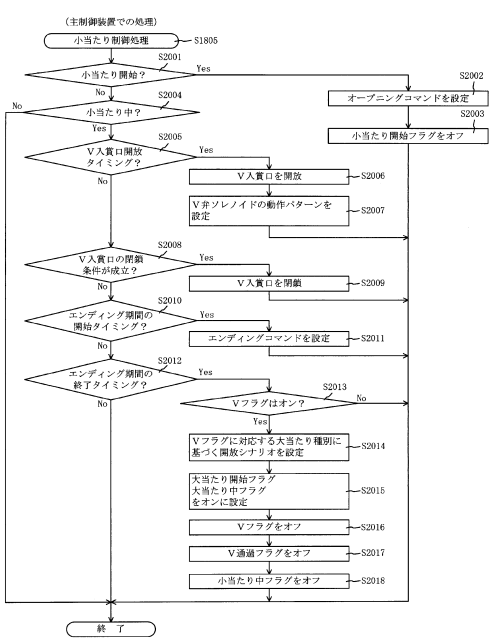 (主制御装置での処理)
小当たり制御処理
S1805
S2001
小当たり開始?
Yes
No
S2002
オープニングコマンドを設定
S2003
小当たり開始フラグをオフ
S2004
小当たり中?
No
Yes
S2005
V入賞口開放
タイミング?
Yes
No
V入賞口を開放
S2006
V弁ソレノイドの動作パターンを
設定
S2007
S2008
V入賞口の閉鎖
条件が成立?
Yes
No
V入賞口を閉鎖
S2009
S2010
エンディング期間の
開始タイミング?
Yes
No
エンディングコマンドを設定
S2011
S2012
エンディング期間の
終了タイミング?
Yes
No
S2013
Vフラグはオン?
No
Yes
Vフラグに対応する大当たり種別に
基づく開放シナリオを設定
S2014
大当たり開始フラグ
大当たり中フラグ
をオンに設定
S2015
Vフラグをオフ
S2016
V通過フラグをオフ
S2017
小当たり中フラグをオフ
S2018
終 了